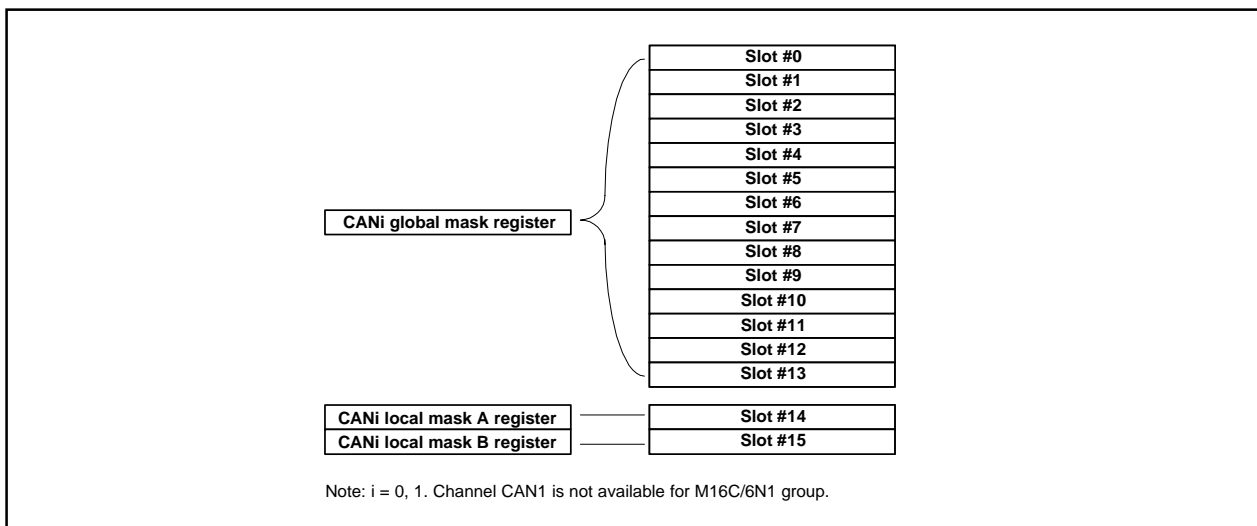 Slot #0
Slot #1
Slot #2
Slot #3
Slot #4
Slot #5
Slot #6
CANi global mask register
Slot #7
Slot #8
Slot #9
Slot #10
Slot #11
Slot #12
Slot #13
CANi local mask A register
Slot #14
CANi local mask B register
Slot #15
Note: i = 0, 1. Channel CAN1 is not available for M16C/6N1 group.